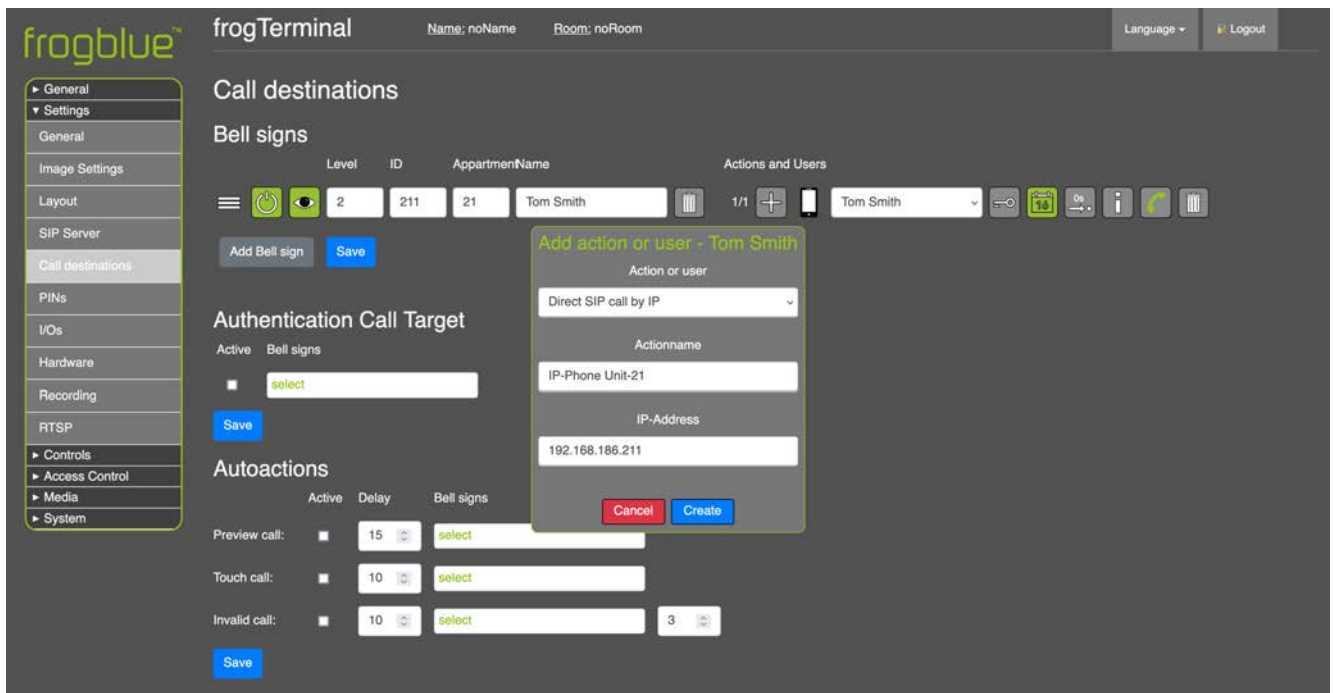 frogblue™
frogTerminal
Name: noName
Room: noRoom
Language
Logout
General
Settings
General
Image Settings
Layout
SIP Server
Call destinations
PINs
I/Os
Hardware
Recording
RTSP
Controls
Access Control
Media
System
Call destinations
Bell signs
Level ID AppartmentName Actions and Users
2 211 21 Tom Smith 1/1 Tom Smith 16 0s
Add Bell sign Save
Add action or user - Tom Smith
Action or user
Direct SIP call by IP
Actionname
IP-Phone Unit-21
IP-Address
192.168.186.211
Cancel Create
Authentication Call Target
Active Bell signs
select
Save
Autoactions
Active Delay Bell signs
Preview call: 15 select
Touch call: 10 select
Invalid call: 10 select 3
Save